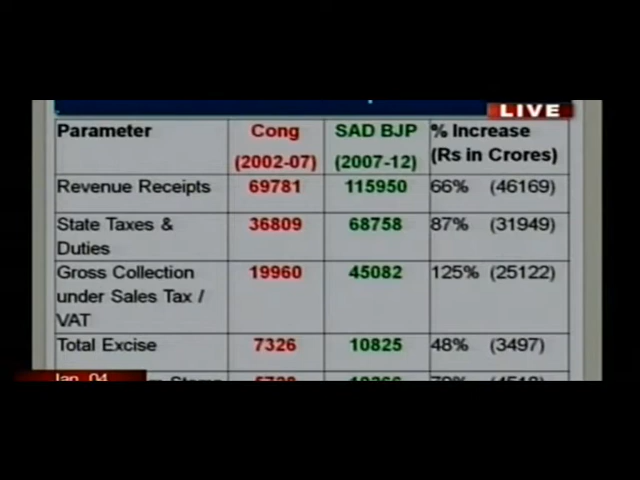 LIVE
Parameter Cong SAD BJP % Increase
(2002-07) (2007-12) (Rs in Crores)
Revenue Receipts 69781 115950 66% (46169)
State Taxes & 36809 68758 87% (31949)
Duties
Gross Collection 19960 45082 125% (25122)
under Sales Tax /
VAT
Total Excise 7326 10825 48% (3497)
Jan 04